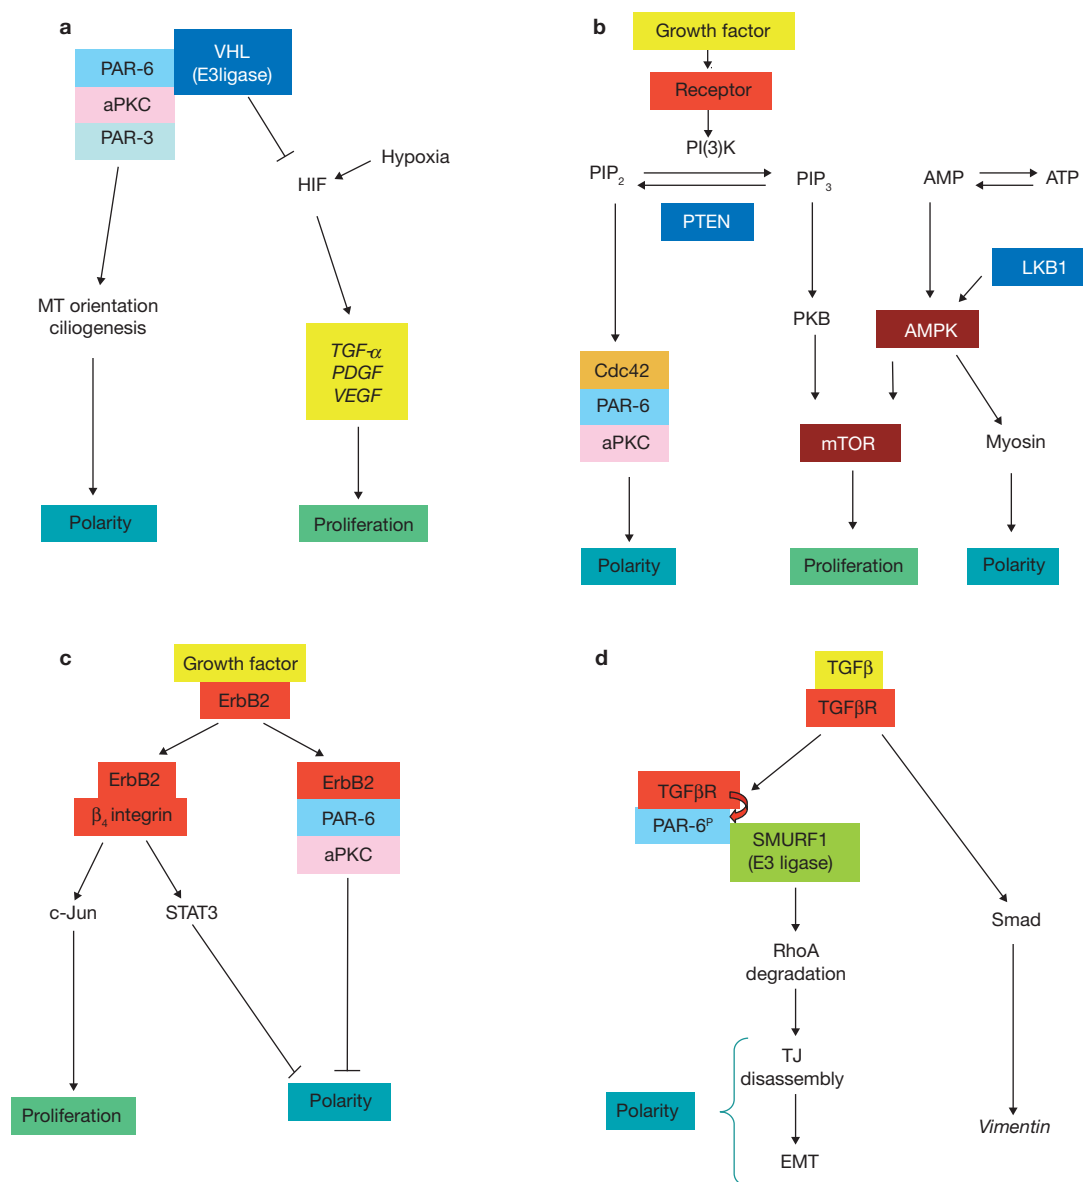 a
VHL
(E3ligase)
PAR-6
aPKC
PAR-3
Hypoxia
HIF
MT orientation
ciliogenesis
TGF-α
PDGF
VEGF
Polarity
Proliferation
b
Growth factor
Receptor
PI(3)K
PIP₂
PIP₃
AMP
ATP
PTEN
LKB1
PKB
AMPK
Cdc42
PAR-6
aPKC
mTOR
Myosin
Polarity
Proliferation
Polarity
c
Growth factor
ErbB2
ErbB2
β₄ integrin
ErbB2
PAR-6
aPKC
c-Jun
STAT3
Proliferation
Polarity
d
TGFβ
TGFβR
TGFβR
PAR-6ᴾ
SMURF1
(E3 ligase)
Smad
RhoA
degradation
TJ
disassembly
Polarity
Vimentin
EMT